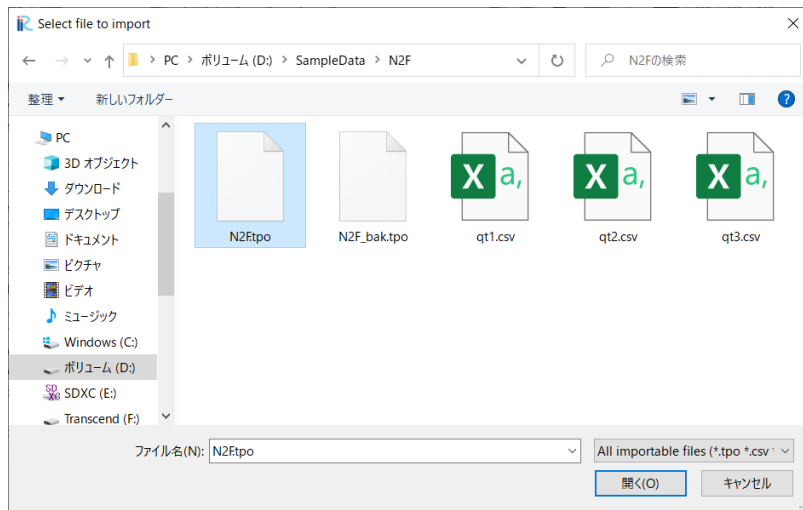 Select file to import
PC > ボリューム (D:) > SampleData > N2F
N2Fの検索
整理
新しいフォルダー
PC
3D オブジェクト
ダウンロード
デスクトップ
ドキュメント
ピクチャ
ビデオ
ミュージック
Windows (C:)
ボリューム (D:)
SDXC (E:)
Transcend (F:)
N2F.tpo
N2F_bak.tpo
qt1.csv
qt2.csv
qt3.csv
ファイル名(N):
N2F.tpo
All importable files (*.tpo *.csv
開く(O)
キャンセル